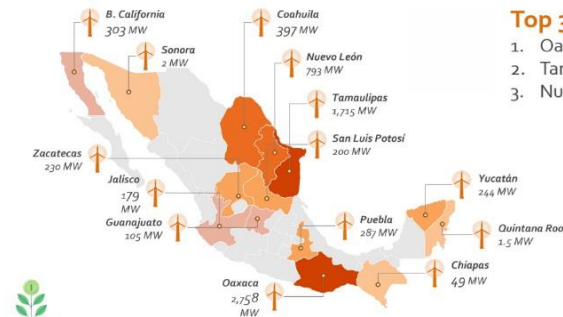 B. California
303 MW
Coahuila
397 MW
Sonora
2 MW
Nuevo León
793 MW
Tamaulipas
1,715 MW
San Luis Potosí
200 MW
Zacatecas
230 MW
Jalisco
179
MW
Guanajuato
105 MW
Puebla
287 MW
Yucatán
244 MW
Quintana Roo
1.5 MW
Chiapas
49 MW
Oaxaca
2,758
MW
Top 3
1. Oa
2. Tar
3. Nu